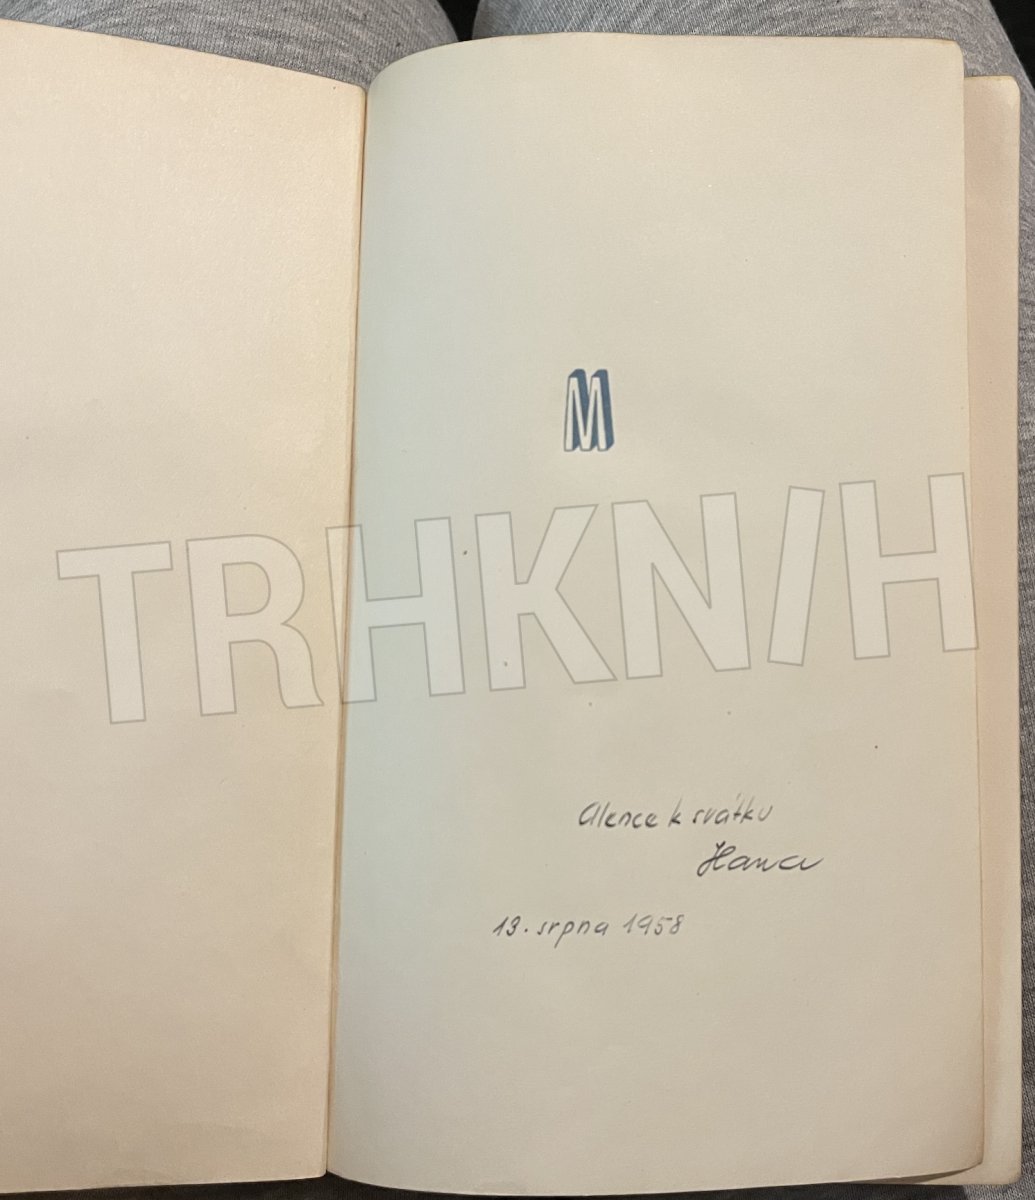 M
TRHKNIH
Alence k svátku
Hana
13. srpna 1958